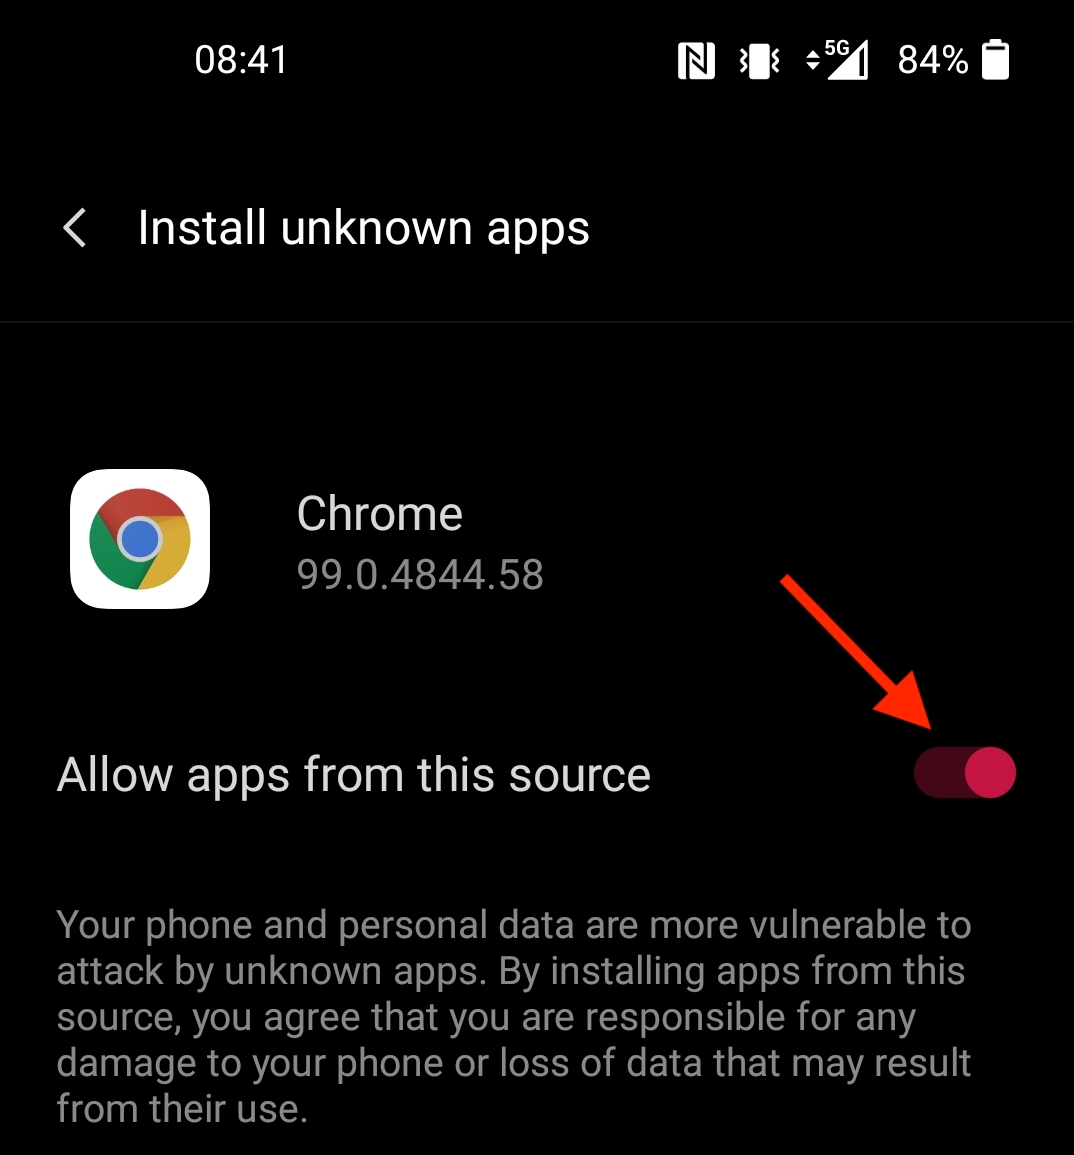 08:41 5G 84%
Install unknown apps
Chrome
99.0.4844.58
Allow apps from this source
Your phone and personal data are more vulnerable to
attack by unknown apps. By installing apps from this
source, you agree that you are responsible for any
damage to your phone or loss of data that may result
from their use.